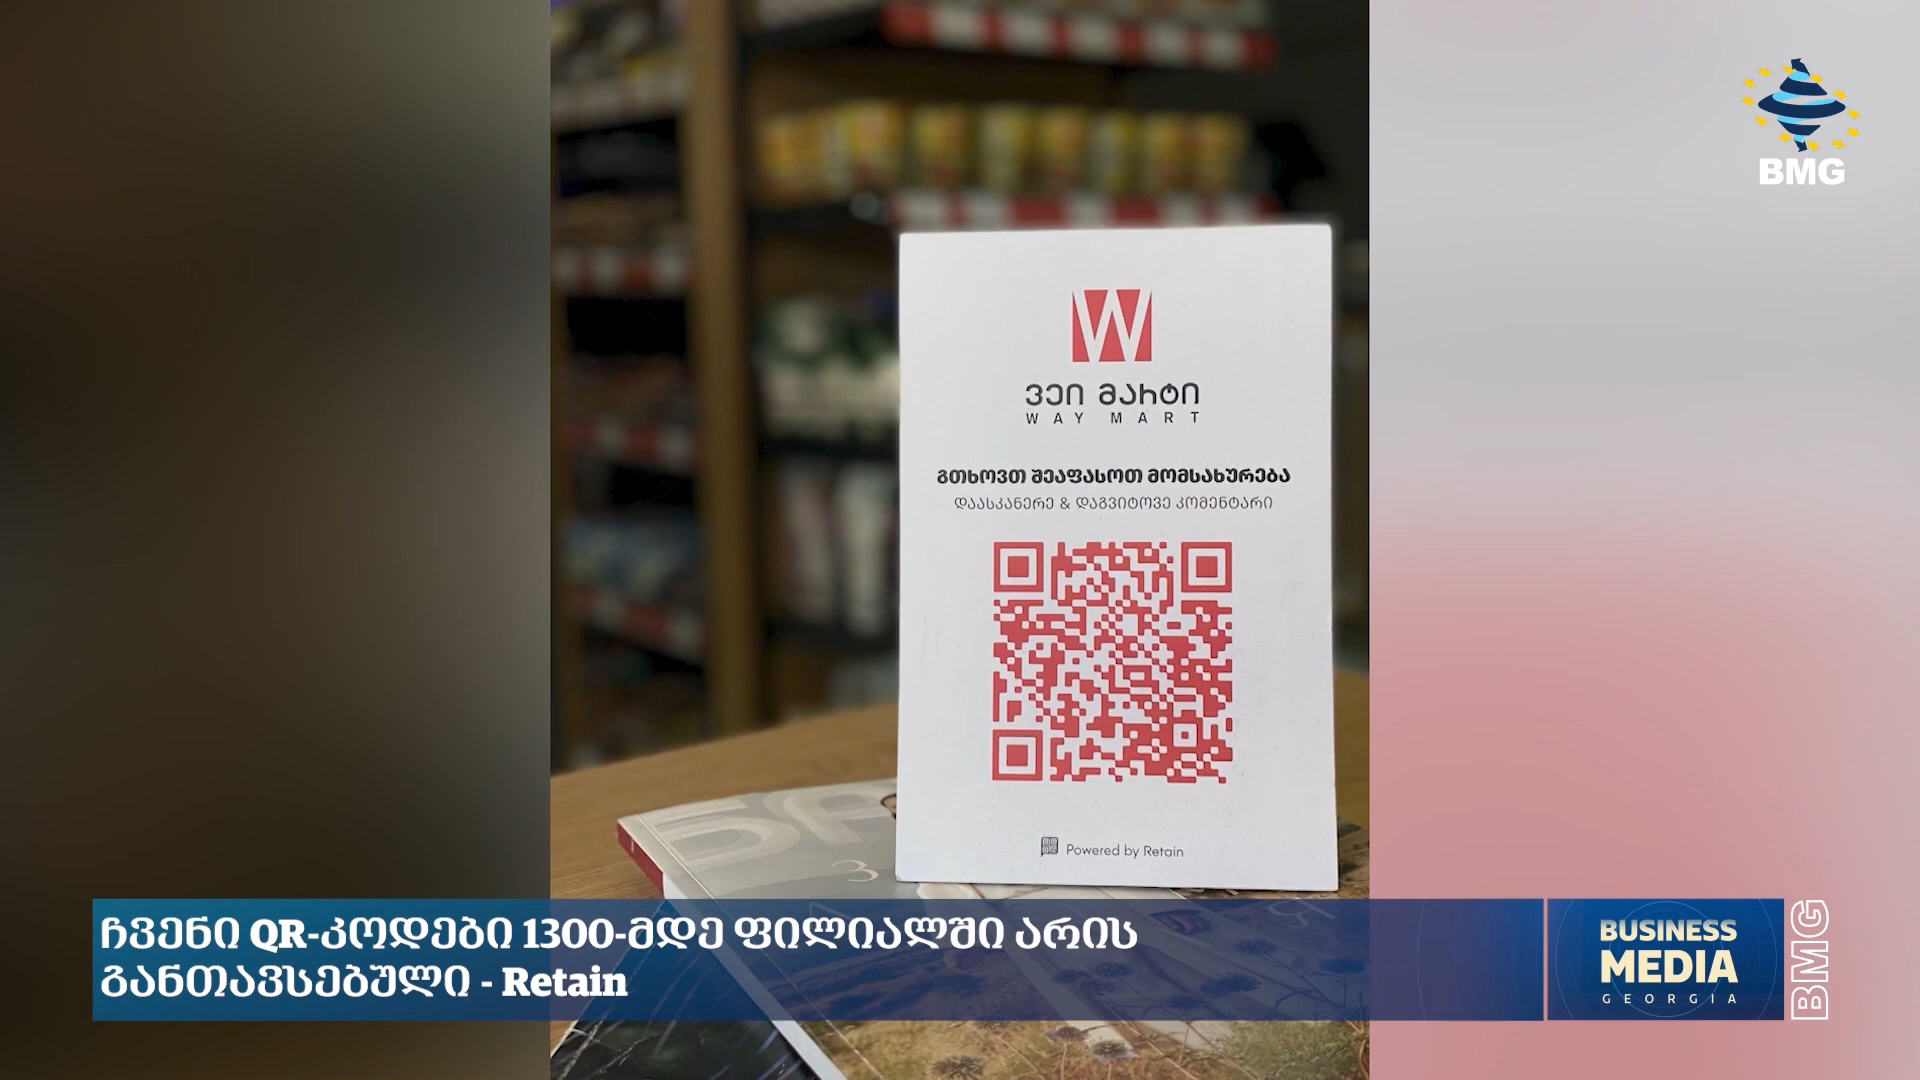 BMG
W
ვეი მარტი
WAY MART
გთხოვთ შეაფასოთ მომსახურება
დაასკანერე & დაგვიტოვე კომენტარი
Powered by Retain
3
ჩვენი QR-კოდები 1300-მდე ფილიალში არის
განთავსებული - Retain
BUSINESS
MEDIA
GEORGIA
BMG